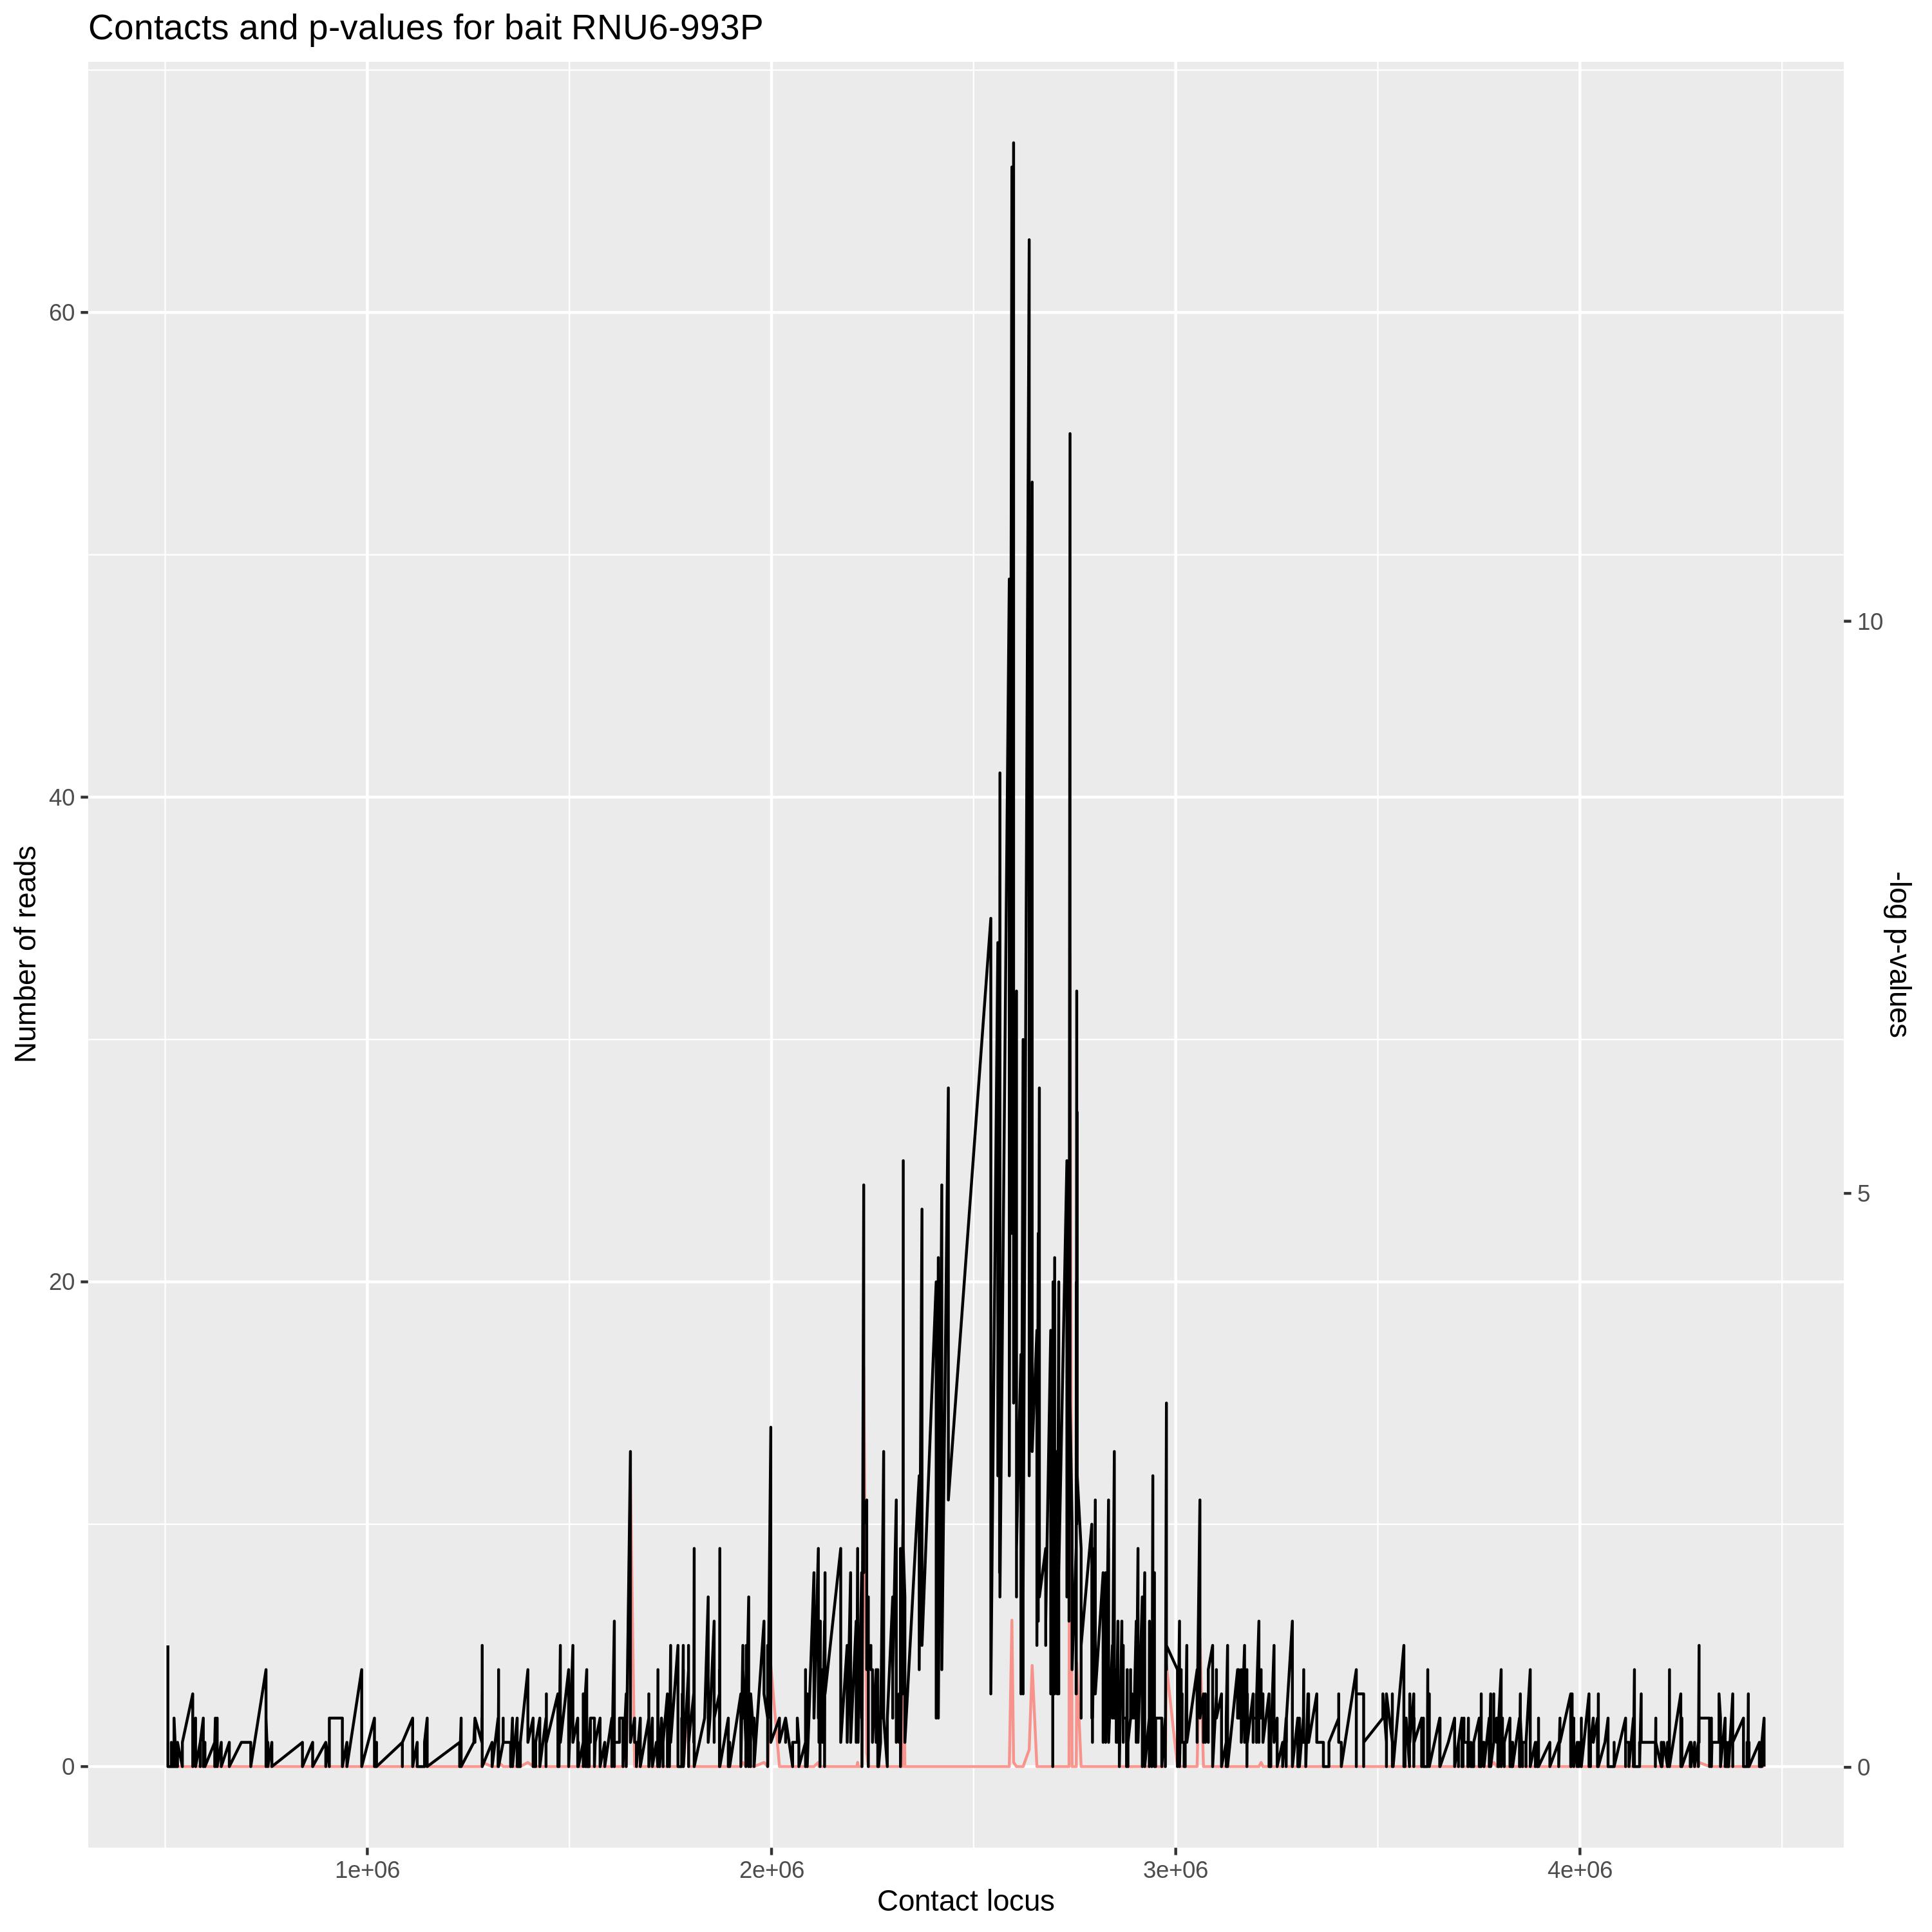 Contacts and p-values for bait RNU6-993P
60
40
20
0
Number of reads
10
5
0
-log p-values
1e+06
2e+06
3e+06
4e+06
Contact locus